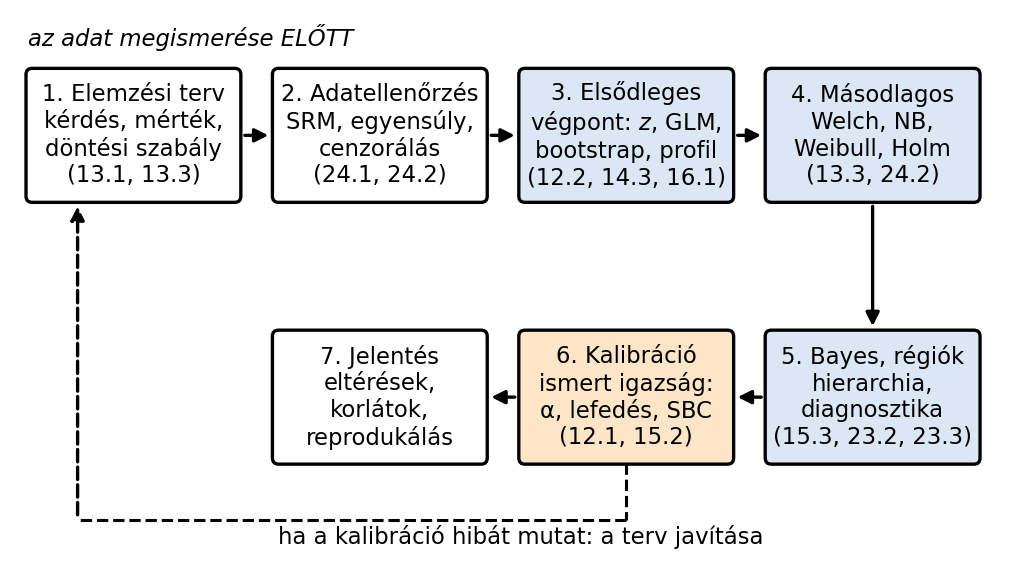 az adat megismerése ELŐTT
1. Elemzési terv
kérdés, mérték,
döntési szabály
(13.1, 13.3)
2. Adatellenőrzés
SRM, egyensúly,
cenzorálás
(24.1, 24.2)
3. Elsődleges
végpont: z, GLM,
bootstrap, profil
(12.2, 14.3, 16.1)
4. Másodlagos
Welch, NB,
Weibull, Holm
(13.3, 24.2)
5. Bayes, régiók
hierarchia,
diagnosztika
(15.3, 23.2, 23.3)
6. Kalibráció
ismert igazság:
α, lefedés, SBC
(12.1, 15.2)
7. Jelentés
eltérések,
korlátok,
reprodukálás
ha a kalibráció hibát mutat: a terv javítása